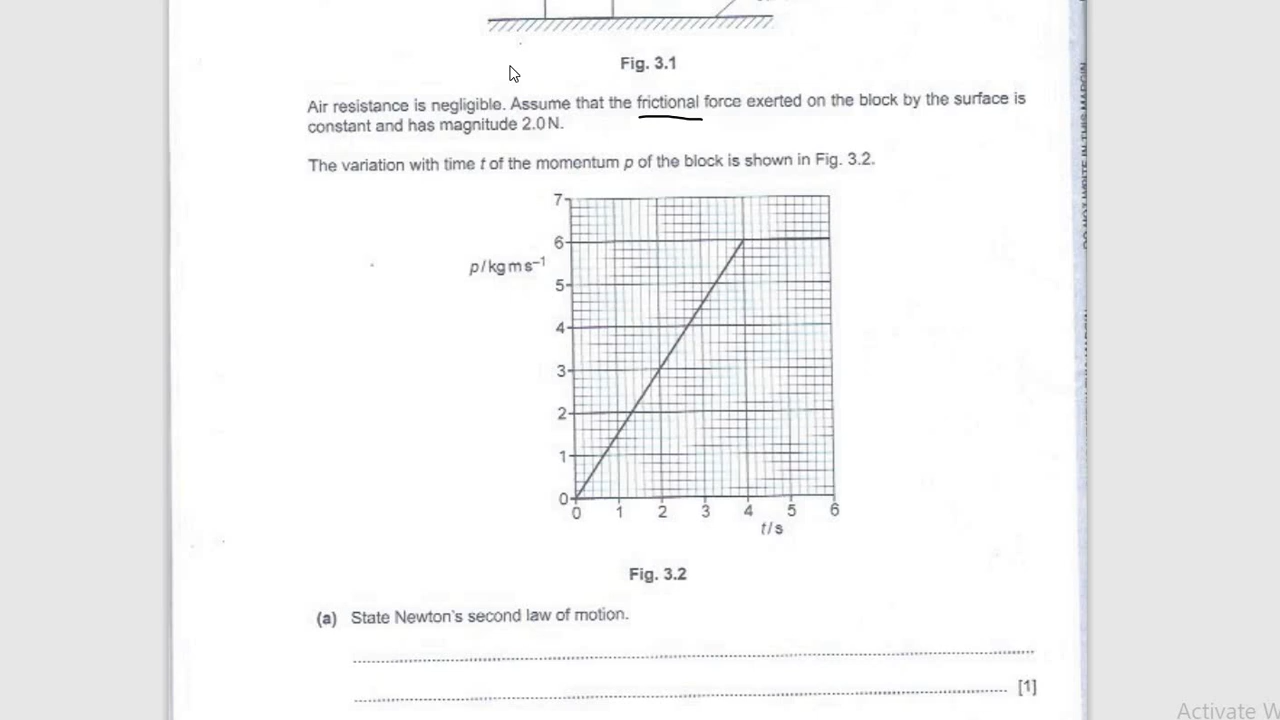 Fig. 3.1
Air resistance is negligible. Assume that the frictional force exerted on the block by the surface is
constant and has magnitude 2.0 N.
The variation with time t of the momentum p of the block is shown in Fig. 3.2.
7
6
p/kg m s⁻¹
5
4
3
2
1
0
0 1 2 3 4 5 6
t/s
Fig. 3.2
(a) State Newton's second law of motion.
[1]
Activate W